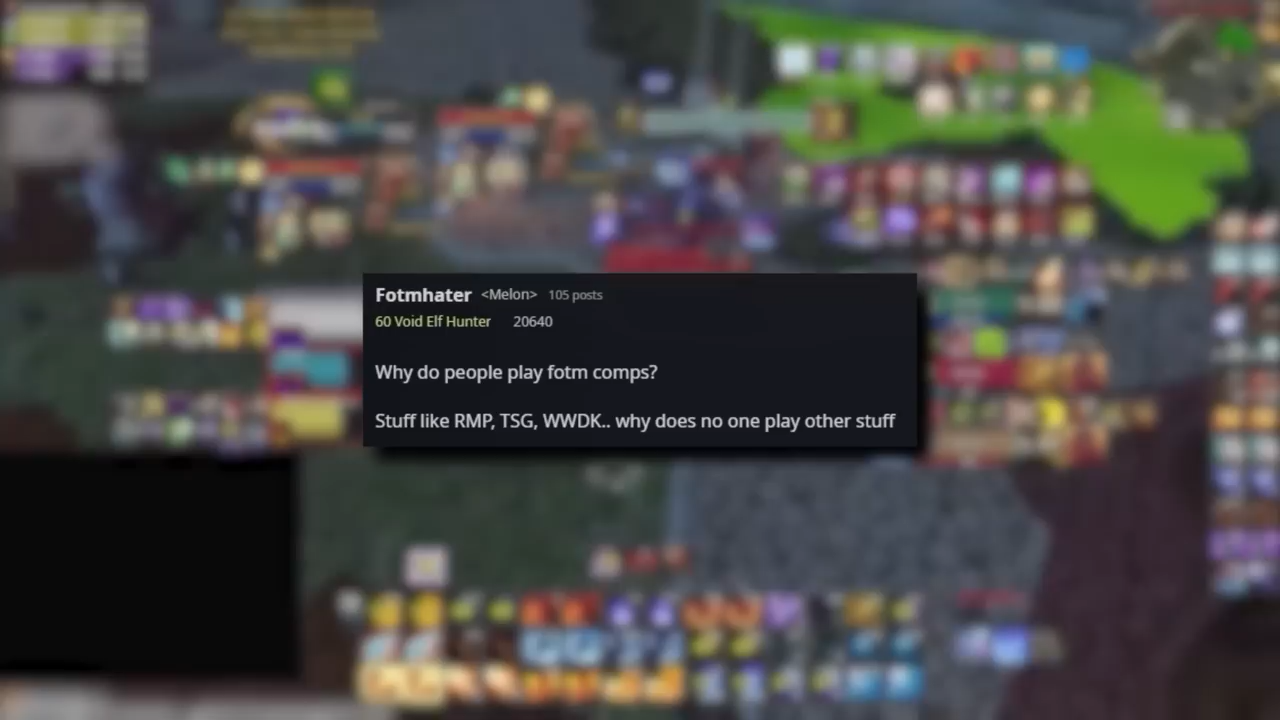 Fotmhater <Melon> 105 posts
60 Void Elf Hunter 20640
Why do people play fotm comps?
Stuff like RMP, TSG, WWDK.. why does no one play other stuff